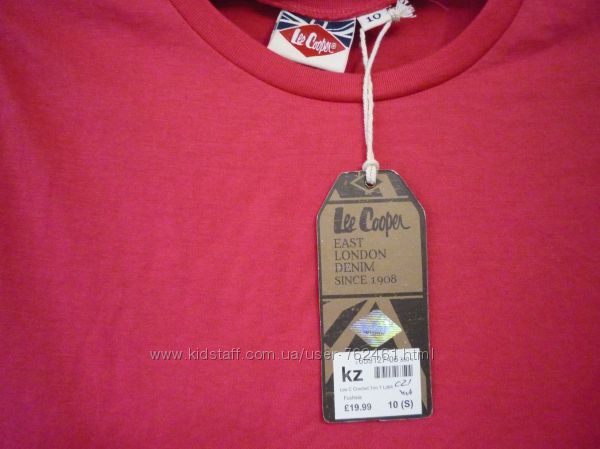 Lee Cooper®
10
Lee Cooper
EAST
LONDON
DENIM
SINCE 1908
www.kidstaff.com.ua/user-762461.html
kz
Fushsia
£19.99
10 (S)